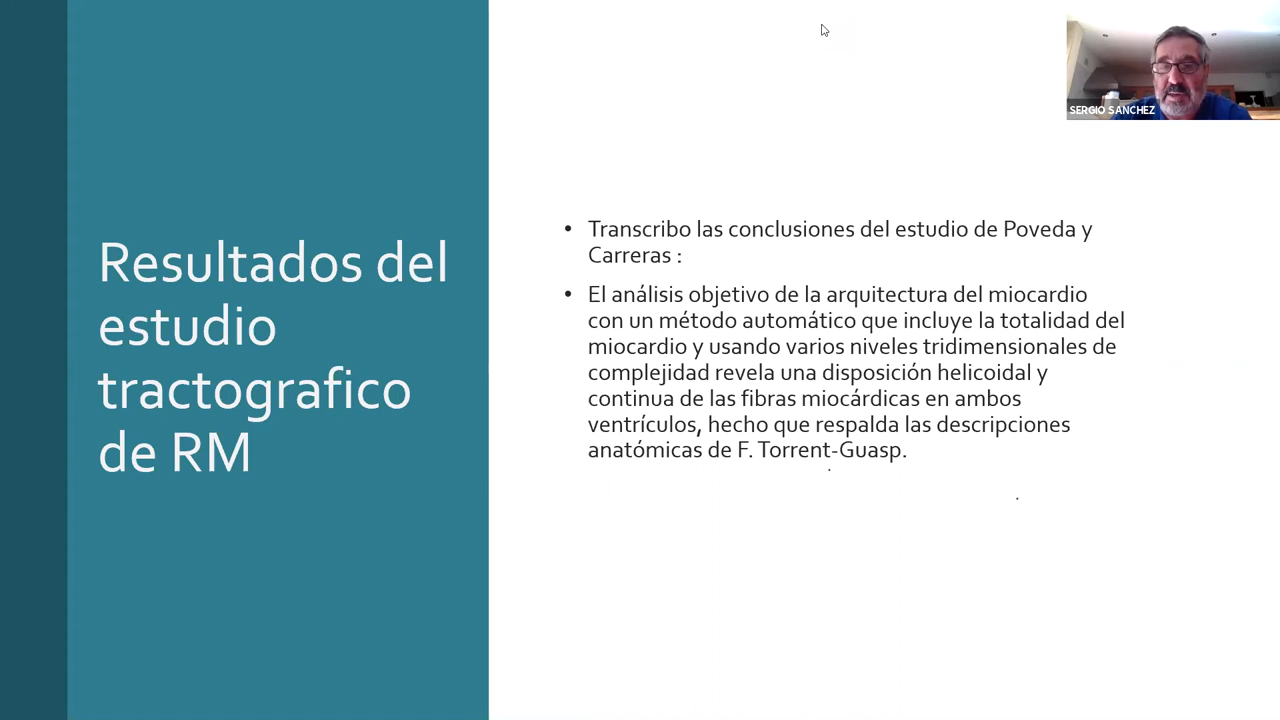 Resultados del
estudio
tractografico
de RM
SERGIO SANCHEZ
• Transcribo las conclusiones del estudio de Poveda y
Carreras :
• El análisis objetivo de la arquitectura del miocardio
con un método automático que incluye la totalidad del
miocardio y usando varios niveles tridimensionales de
complejidad revela una disposición helicoidal y
continua de las fibras miocárdicas en ambos
ventrículos, hecho que respalda las descripciones
anatómicas de F. Torrent-Guasp.